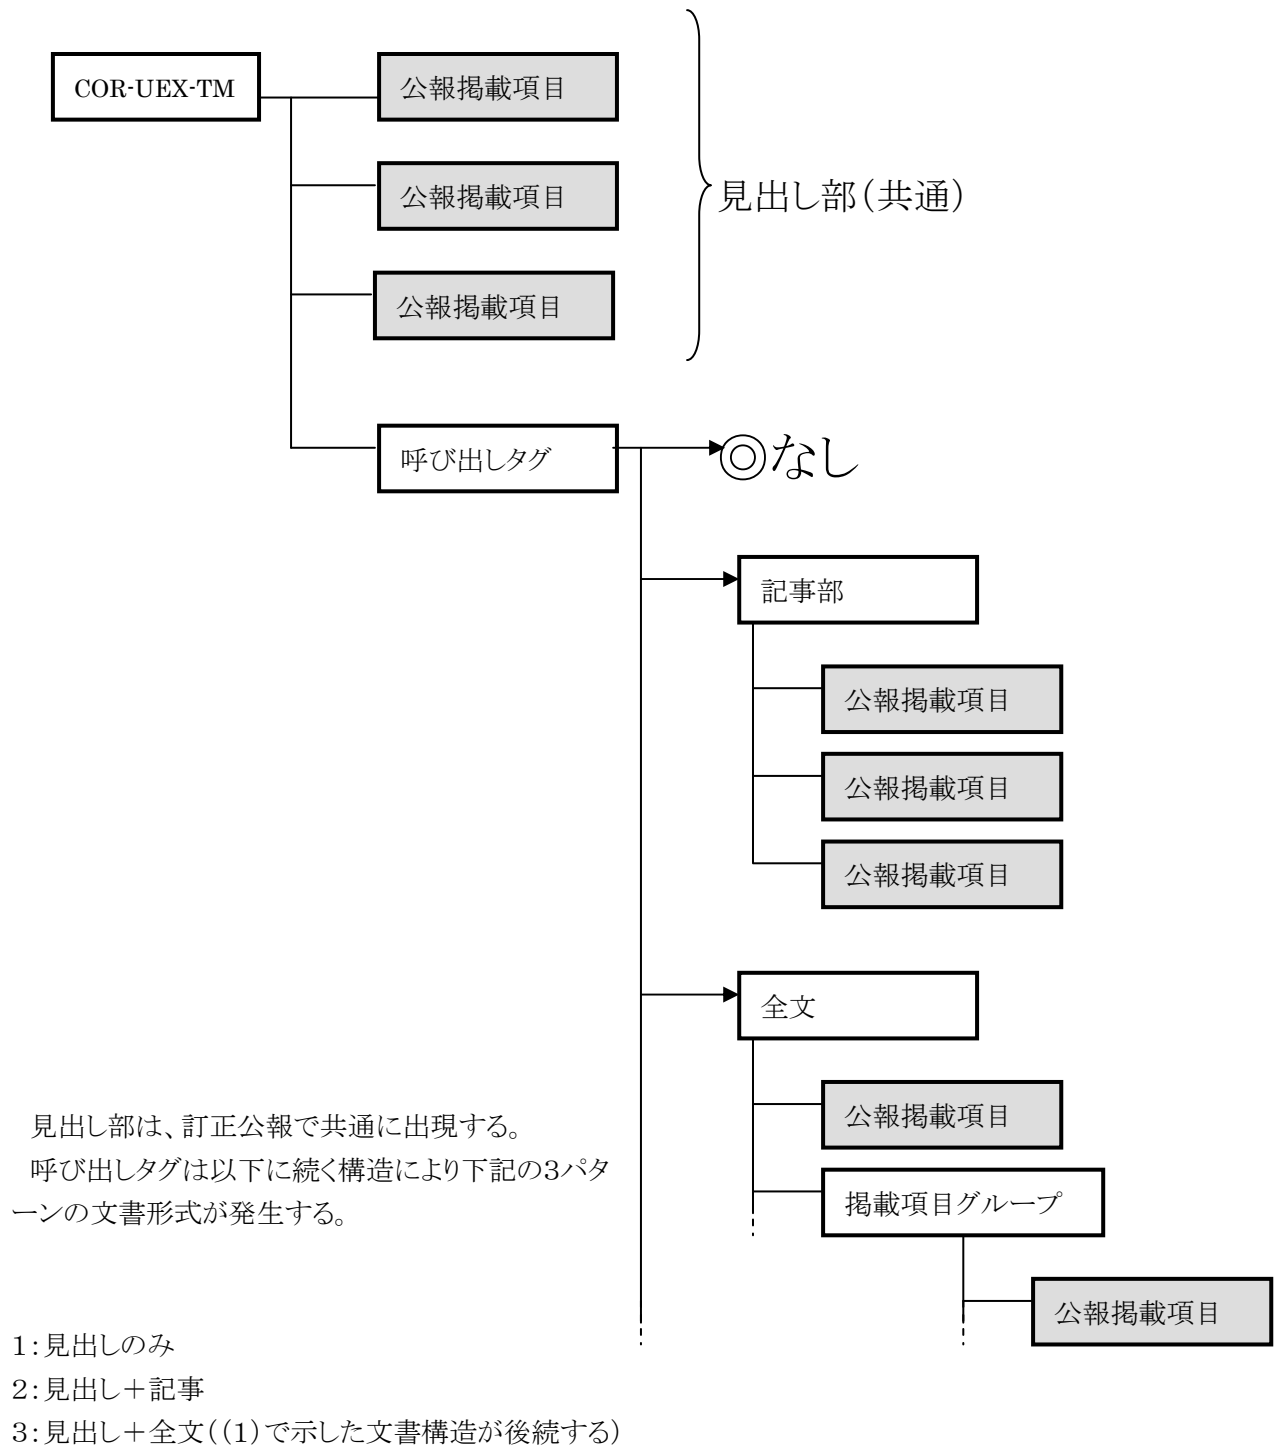 COR-UEX-TM
公報掲載項目
公報掲載項目
公報掲載項目
見出し部(共通)
呼び出しタグ
◎なし
記事部
公報掲載項目
公報掲載項目
公報掲載項目
全文
公報掲載項目
掲載項目グループ
公報掲載項目
見出し部は、訂正公報で共通に出現する。
呼び出しタグは以下に続く構造により下記の3パタ
ーンの文書形式が発生する。
1:見出しのみ
2:見出し+記事
3:見出し+全文((1)で示した文書構造が後続する)